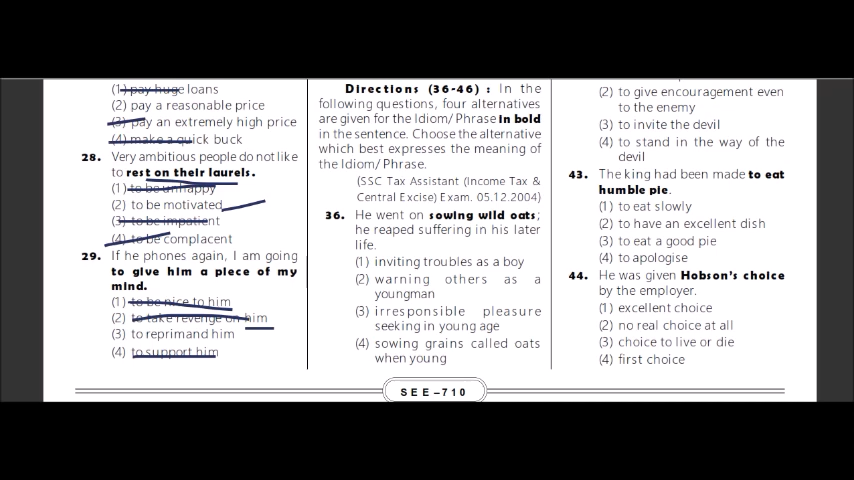 (1) pay huge loans
(2) pay a reasonable price
(3) pay an extremely high price
(4) make a quick buck
28. Very ambitious people do not like
to rest on their laurels.
(1) to be unhappy
(2) to be motivated
(3) to be impatient
(4) to be complacent
29. If he phones again, I am going
to give him a piece of my
mind.
(1) to be nice to him
(2) to take revenge on him
(3) to reprimand him
(4) to support him
Directions (36-46) : In the
following questions, four alternatives
are given for the Idiom/ Phrase in bold
in the sentence. Choose the alternative
which best expresses the meaning of
the Idiom/ Phrase.
(SSC Tax Assistant (Income Tax &
Central Excise) Exam. 05.12.2004)
36. He went on sowing wild oats;
he reaped suffering in his later
life.
(1) inviting troubles as a boy
(2) warning others as a
youngman
(3) irresponsible pleasure
seeking in young age
(4) sowing grains called oats
when young
(2) to give encouragement even
to the enemy
(3) to invite the devil
(4) to stand in the way of the
devil
43. The king had been made to eat
humble pie.
(1) to eat slowly
(2) to have an excellent dish
(3) to eat a good pie
(4) to apologise
44. He was given Hobson's choice
by the employer.
(1) excellent choice
(2) no real choice at all
(3) choice to live or die
(4) first choice
SEE–710